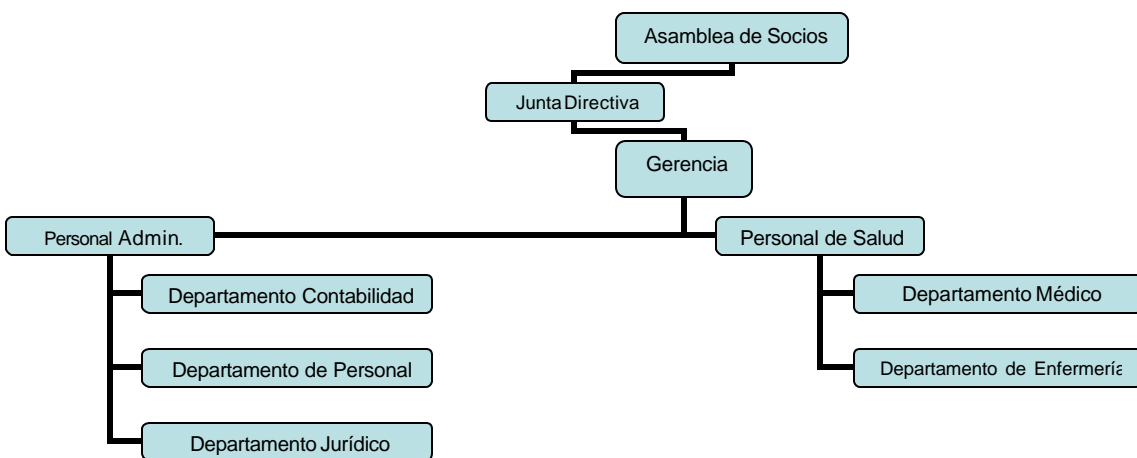 Asamblea de Socios
Junta Directiva
Gerencia
Personal Admin.
Personal de Salud
Departamento Contabilidad
Departamento Médico
Departamento de Personal
Departamento de Enfermería
Departamento Jurídico